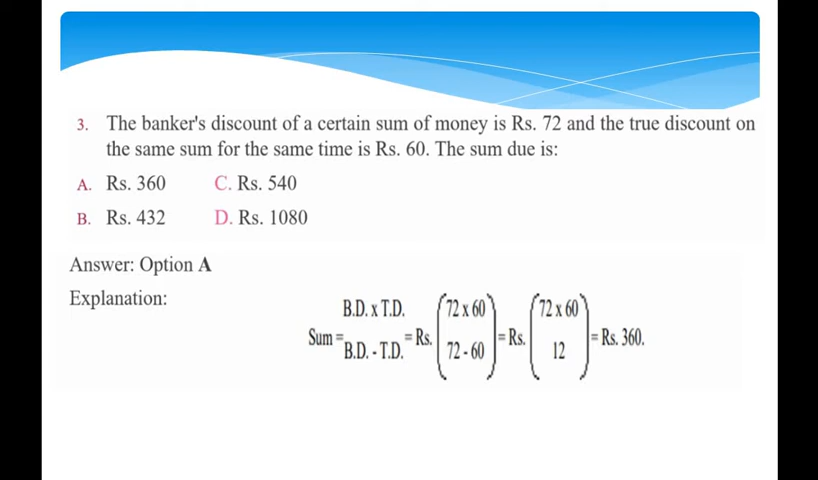 3. The banker's discount of a certain sum of money is Rs. 72 and the true discount on
the same sum for the same time is Rs. 60. The sum due is:
A. Rs. 360 C. Rs. 540
B. Rs. 432 D. Rs. 1080
Answer: Option A
Explanation:
B.D. x T.D. (72 x 60) (72 x 60)
Sum = = Rs. = Rs. = Rs. 360.
B.D. - T.D. 72 - 60 12